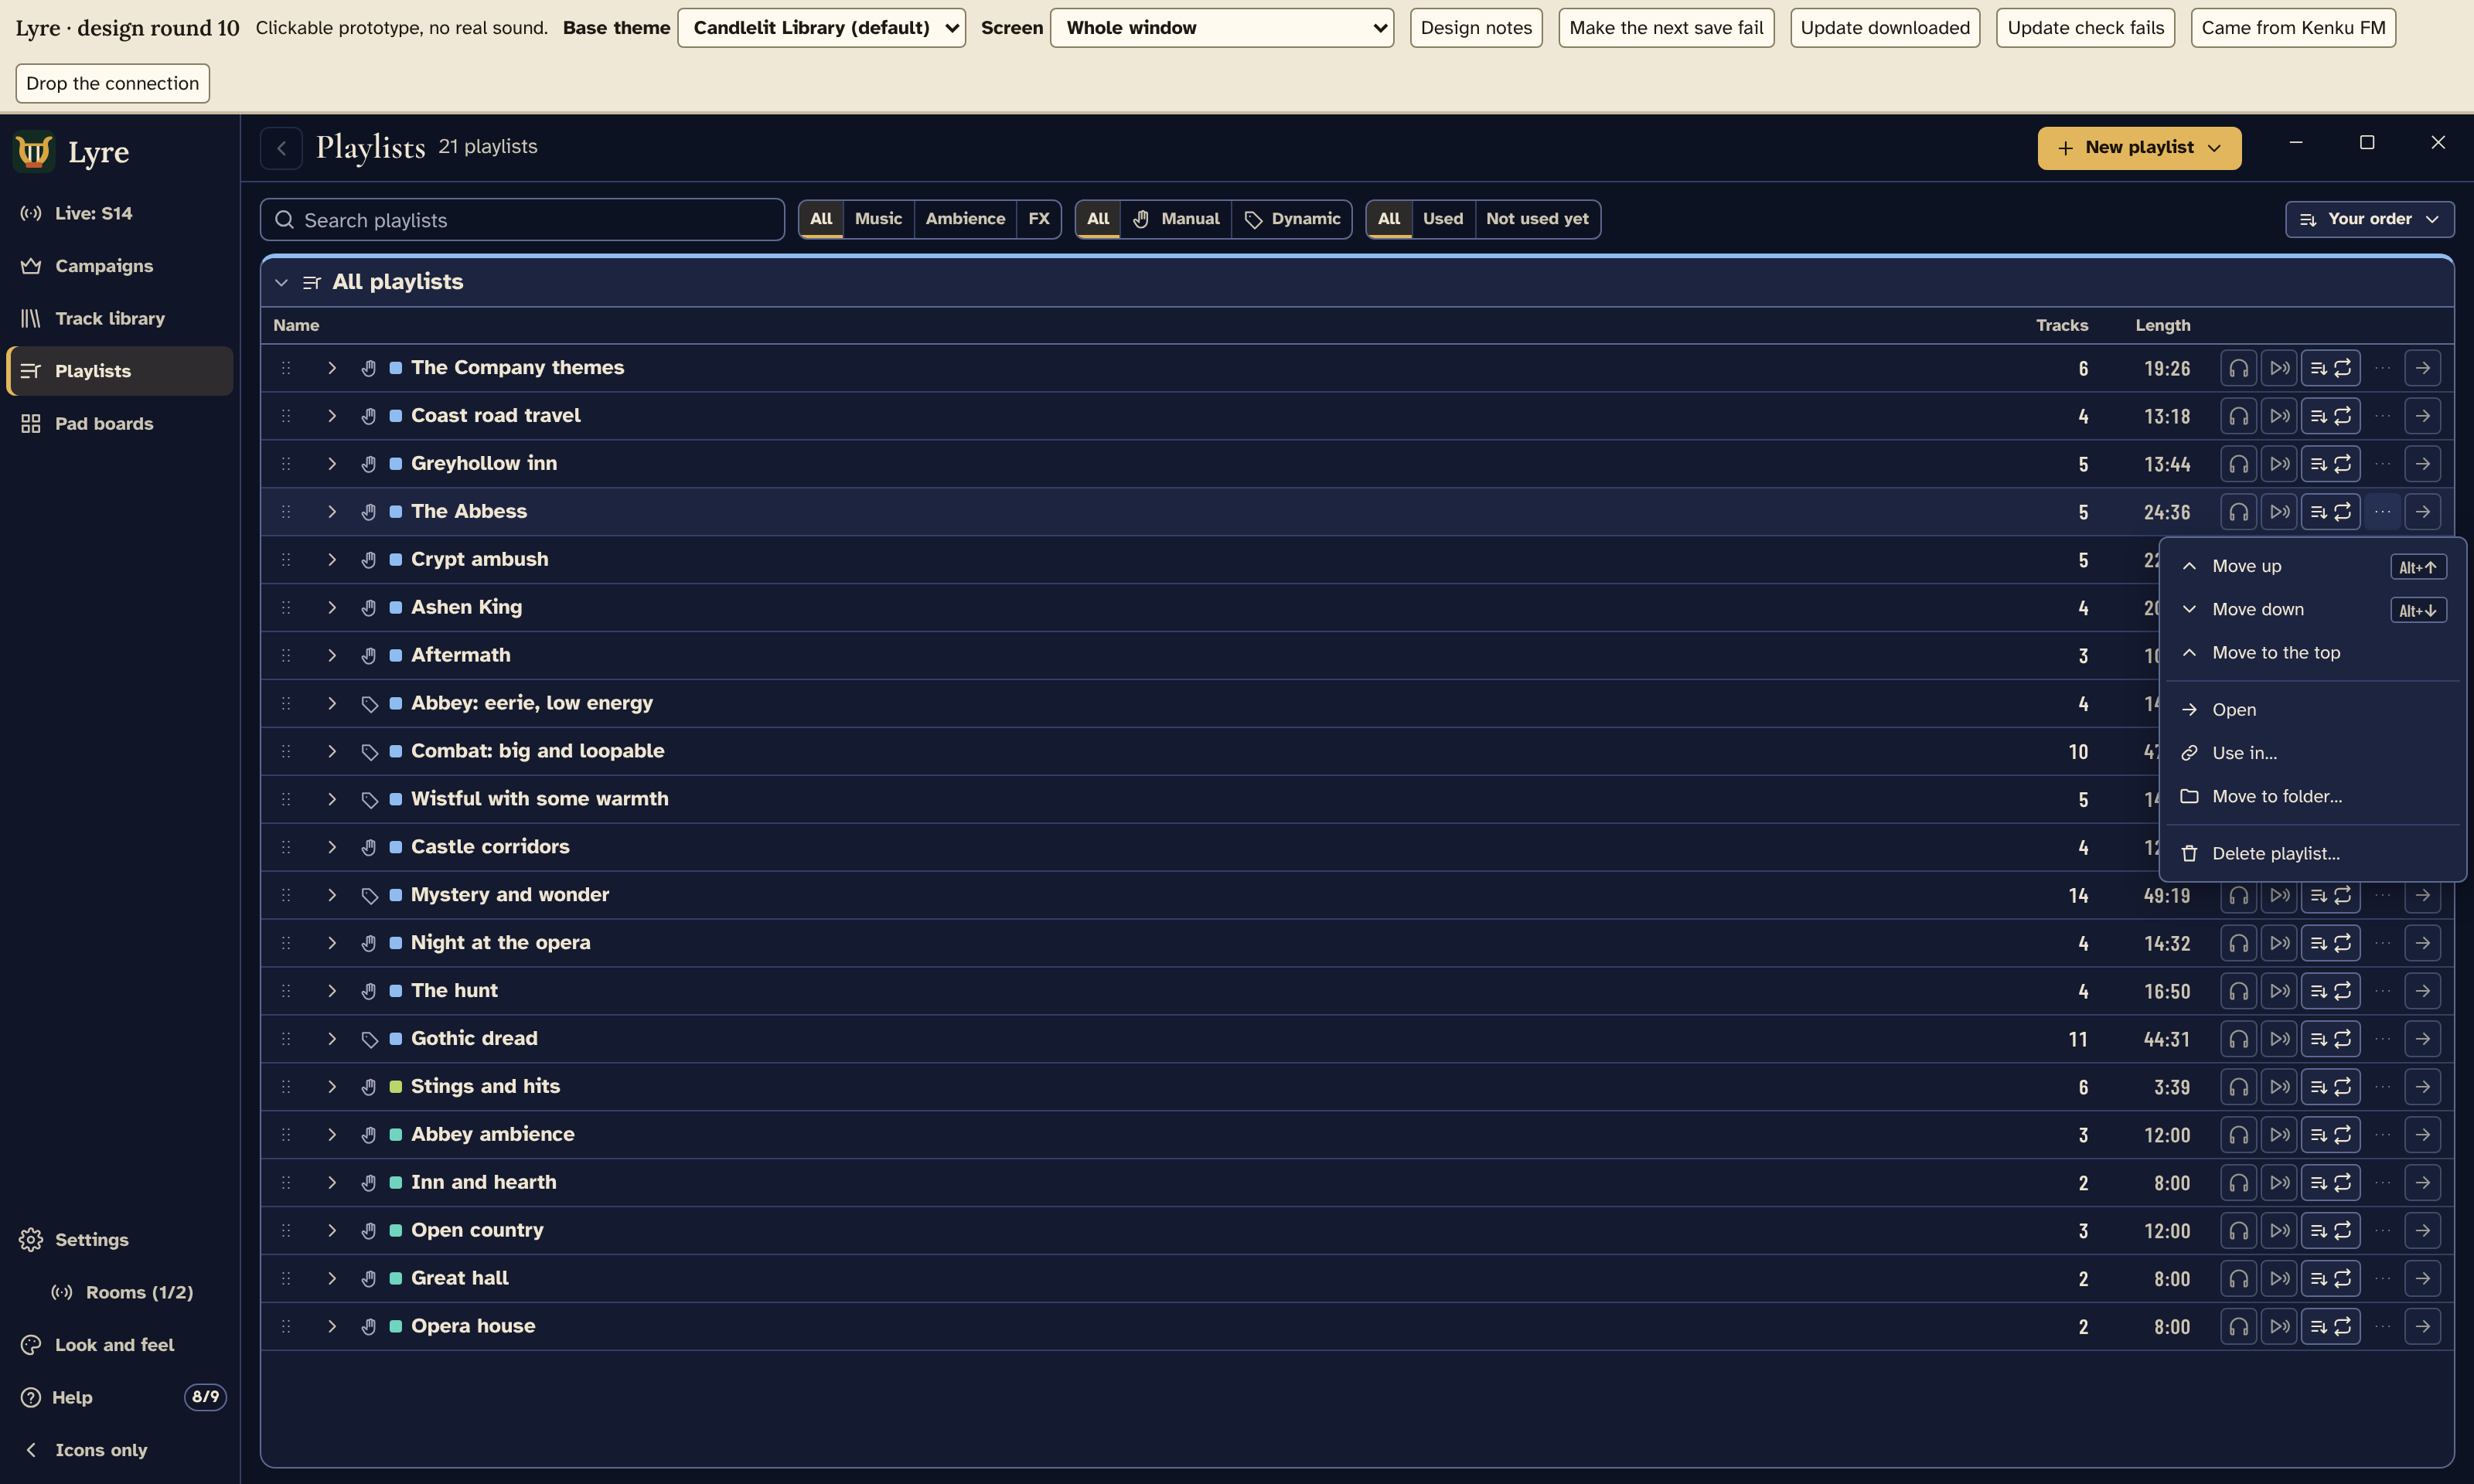 Lyre · design round 10 Clickable prototype, no real sound. Base theme Candlelit Library (default) Screen Whole window Design notes Make the next save fail Update downloaded Update check fails Came from Kenku FM
Drop the connection
Lyre
Live: S14
Campaigns
Track library
Playlists
Pad boards
Settings
Rooms (1/2)
Look and feel
Help 8/9
Icons only
Playlists 21 playlists New playlist
Search playlists All Music Ambience FX All Manual Dynamic All Used Not used yet Your order
All playlists
Name Tracks Length
The Company themes 6 19:26
Coast road travel 4 13:18
Greyhollow inn 5 13:44
The Abbess 5 24:36
Crypt ambush 5
Ashen King 4
Aftermath 3
Abbey: eerie, low energy 4
Combat: big and loopable 10
Wistful with some warmth 5
Castle corridors 4
Mystery and wonder 14 49:19
Night at the opera 4 14:32
The hunt 4 16:50
Gothic dread 11 44:31
Stings and hits 6 3:39
Abbey ambience 3 12:00
Inn and hearth 2 8:00
Open country 3 12:00
Great hall 2 8:00
Opera house 2 8:00
Move up Alt+↑
Move down Alt+↓
Move to the top
Open
Use in...
Move to folder...
Delete playlist...